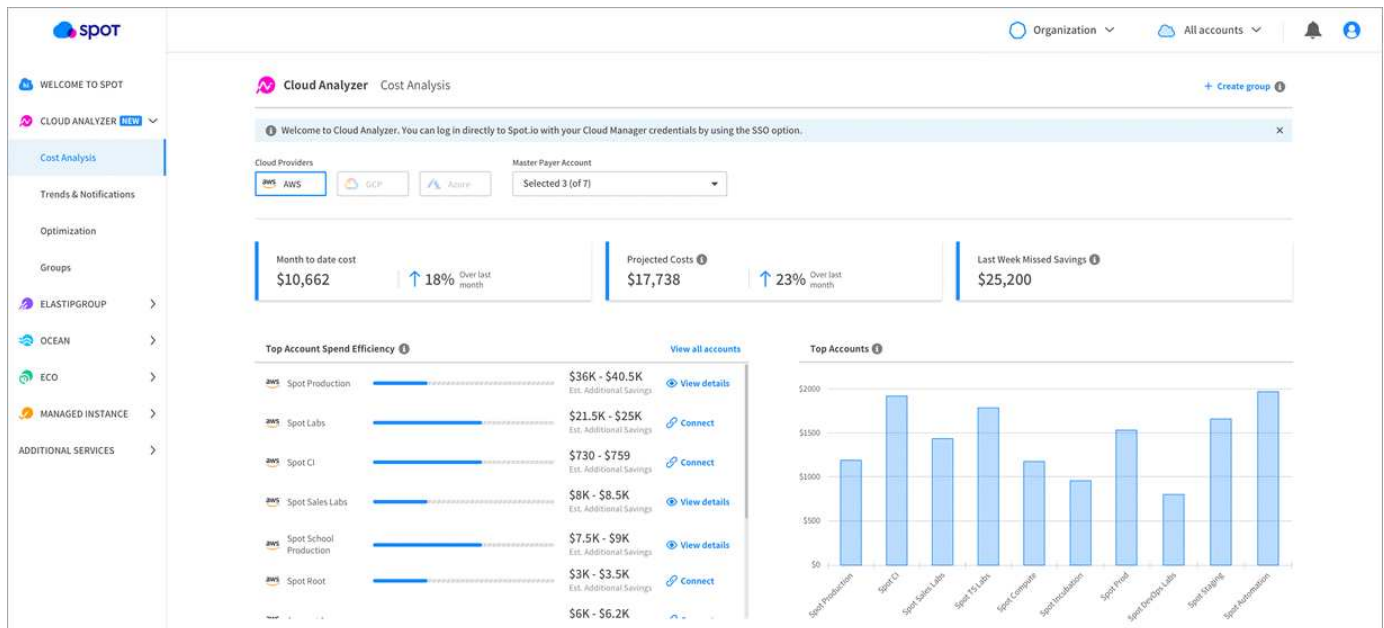 spot
Organization
All accounts
WELCOME TO SPOT
CLOUD ANALYZER NEW
Cost Analysis
Trends & Notifications
Optimization
Groups
ELASTIPGROUP
OCEAN
ECO
MANAGED INSTANCE
ADDITIONAL SERVICES
Cloud Analyzer Cost Analysis
+ Create group
Welcome to Cloud Analyzer. You can log in directly to Spot.io with your Cloud Manager credentials by using the SSO option.
Cloud Providers
Master Payer Account
aws AWS
GCP
Azure
Selected 3 (of 7)
Month to date cost
$10,662
18% Over last
month
Projected Costs
$17,738
23% Over last
month
Last Week Missed Savings
$25,200
Top Account Spend Efficiency
View all accounts
aws Spot Production $36K - $40.5K View details
Est. Additional Savings
aws Spot Labs $21.5K - $25K Connect
Est. Additional Savings
aws Spot CI $730 - $759 Connect
Est. Additional Savings
aws Spot Sales Labs $8K - $8.5K View details
Est. Additional Savings
aws Spot School
Production $7.5K - $9K View details
Est. Additional Savings
aws Spot Root $3K - $3.5K Connect
Est. Additional Savings
$6K - $6.2K
Top Accounts
$2000
$1500
$1000
$500
$0
Spot Production
Spot CI
Spot Sales Labs
Spot TS Labs
Spot Compute
Spot Incubation
Spot Prod
Spot DevOps Labs
Spot Staging
Spot Automation